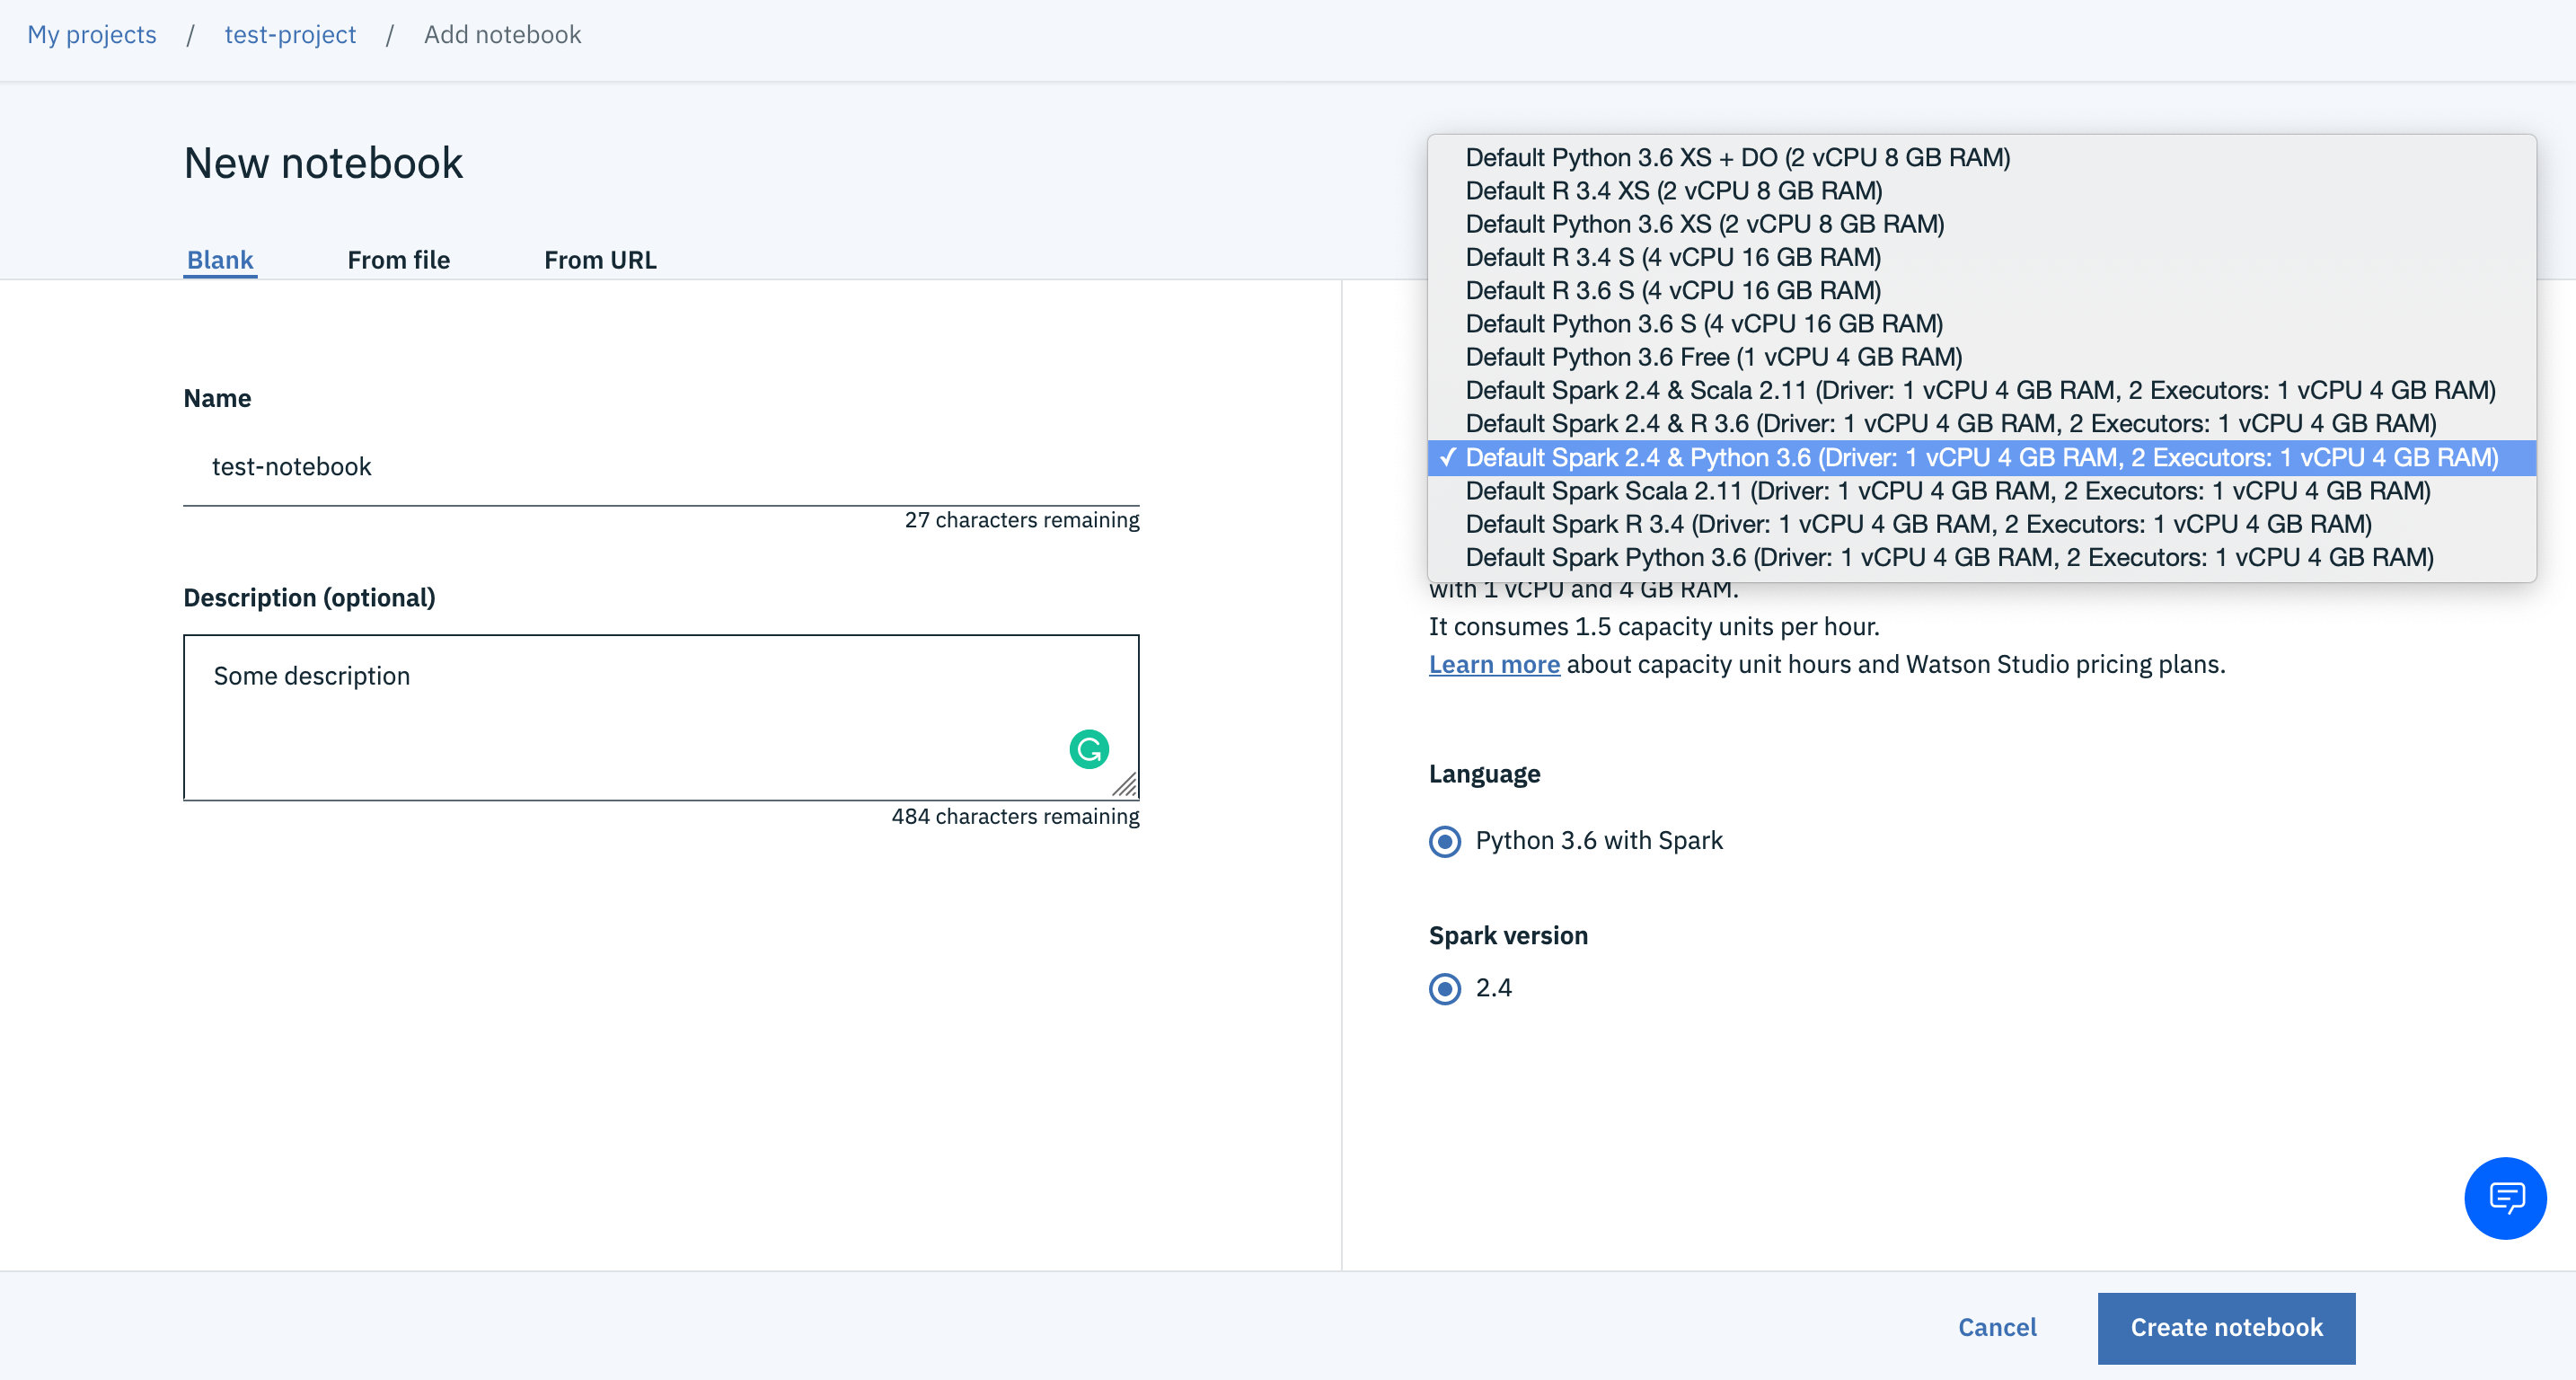 My projects / test-project / Add notebook
New notebook
Blank From file From URL
Name
test-notebook
27 characters remaining
Description (optional)
Some description
484 characters remaining
Default Python 3.6 XS + DO (2 vCPU 8 GB RAM)
Default R 3.4 XS (2 vCPU 8 GB RAM)
Default Python 3.6 XS (2 vCPU 8 GB RAM)
Default R 3.4 S (4 vCPU 16 GB RAM)
Default R 3.6 S (4 vCPU 16 GB RAM)
Default Python 3.6 S (4 vCPU 16 GB RAM)
Default Python 3.6 Free (1 vCPU 4 GB RAM)
Default Spark 2.4 & Scala 2.11 (Driver: 1 vCPU 4 GB RAM, 2 Executors: 1 vCPU 4 GB RAM)
Default Spark 2.4 & R 3.6 (Driver: 1 vCPU 4 GB RAM, 2 Executors: 1 vCPU 4 GB RAM)
✓ Default Spark 2.4 & Python 3.6 (Driver: 1 vCPU 4 GB RAM, 2 Executors: 1 vCPU 4 GB RAM)
Default Spark Scala 2.11 (Driver: 1 vCPU 4 GB RAM, 2 Executors: 1 vCPU 4 GB RAM)
Default Spark R 3.4 (Driver: 1 vCPU 4 GB RAM, 2 Executors: 1 vCPU 4 GB RAM)
Default Spark Python 3.6 (Driver: 1 vCPU 4 GB RAM, 2 Executors: 1 vCPU 4 GB RAM)
with 1 vCPU and 4 GB RAM.
It consumes 1.5 capacity units per hour.
Learn more about capacity unit hours and Watson Studio pricing plans.
Language
Python 3.6 with Spark
Spark version
2.4
Cancel
Create notebook